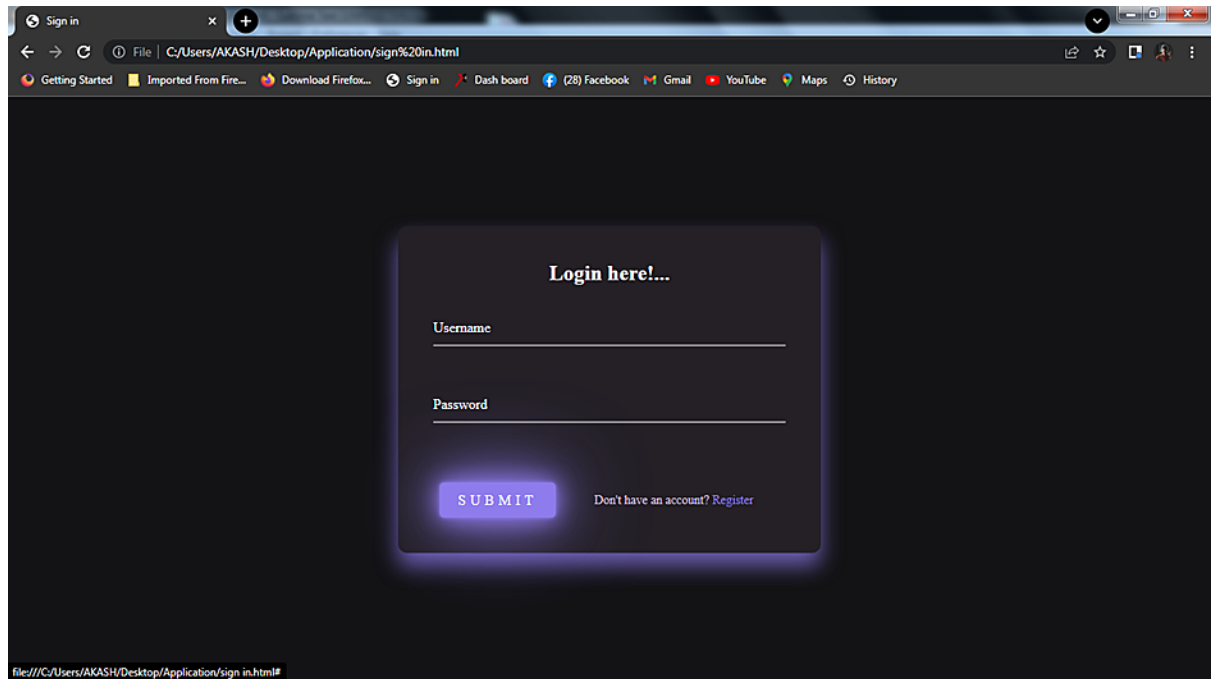 Sign in
File | C:/Users/AKASH/Desktop/Application/sign%20in.html
Getting Started Imported From Fire... Download Firefox... Sign in Dash board (28) Facebook Gmail YouTube Maps History
Login here!...
Username
Password
SUBMIT Don't have an account? Register
file:///C:/Users/AKASH/Desktop/Application/sign in.html#